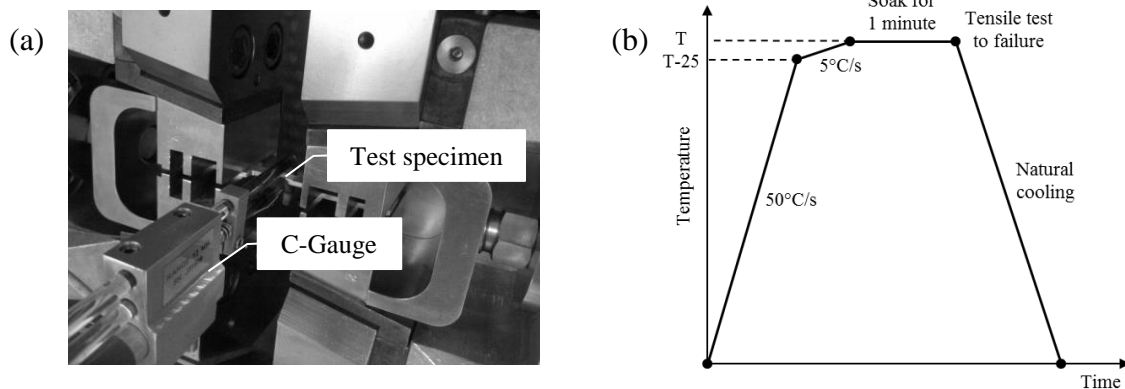 (a)
Test specimen
C-Gauge
(b)
Soak for
1 minute
Tensile test
to failure
T
T-25
5°C/s
50°C/s
Temperature
Natural
cooling
Time